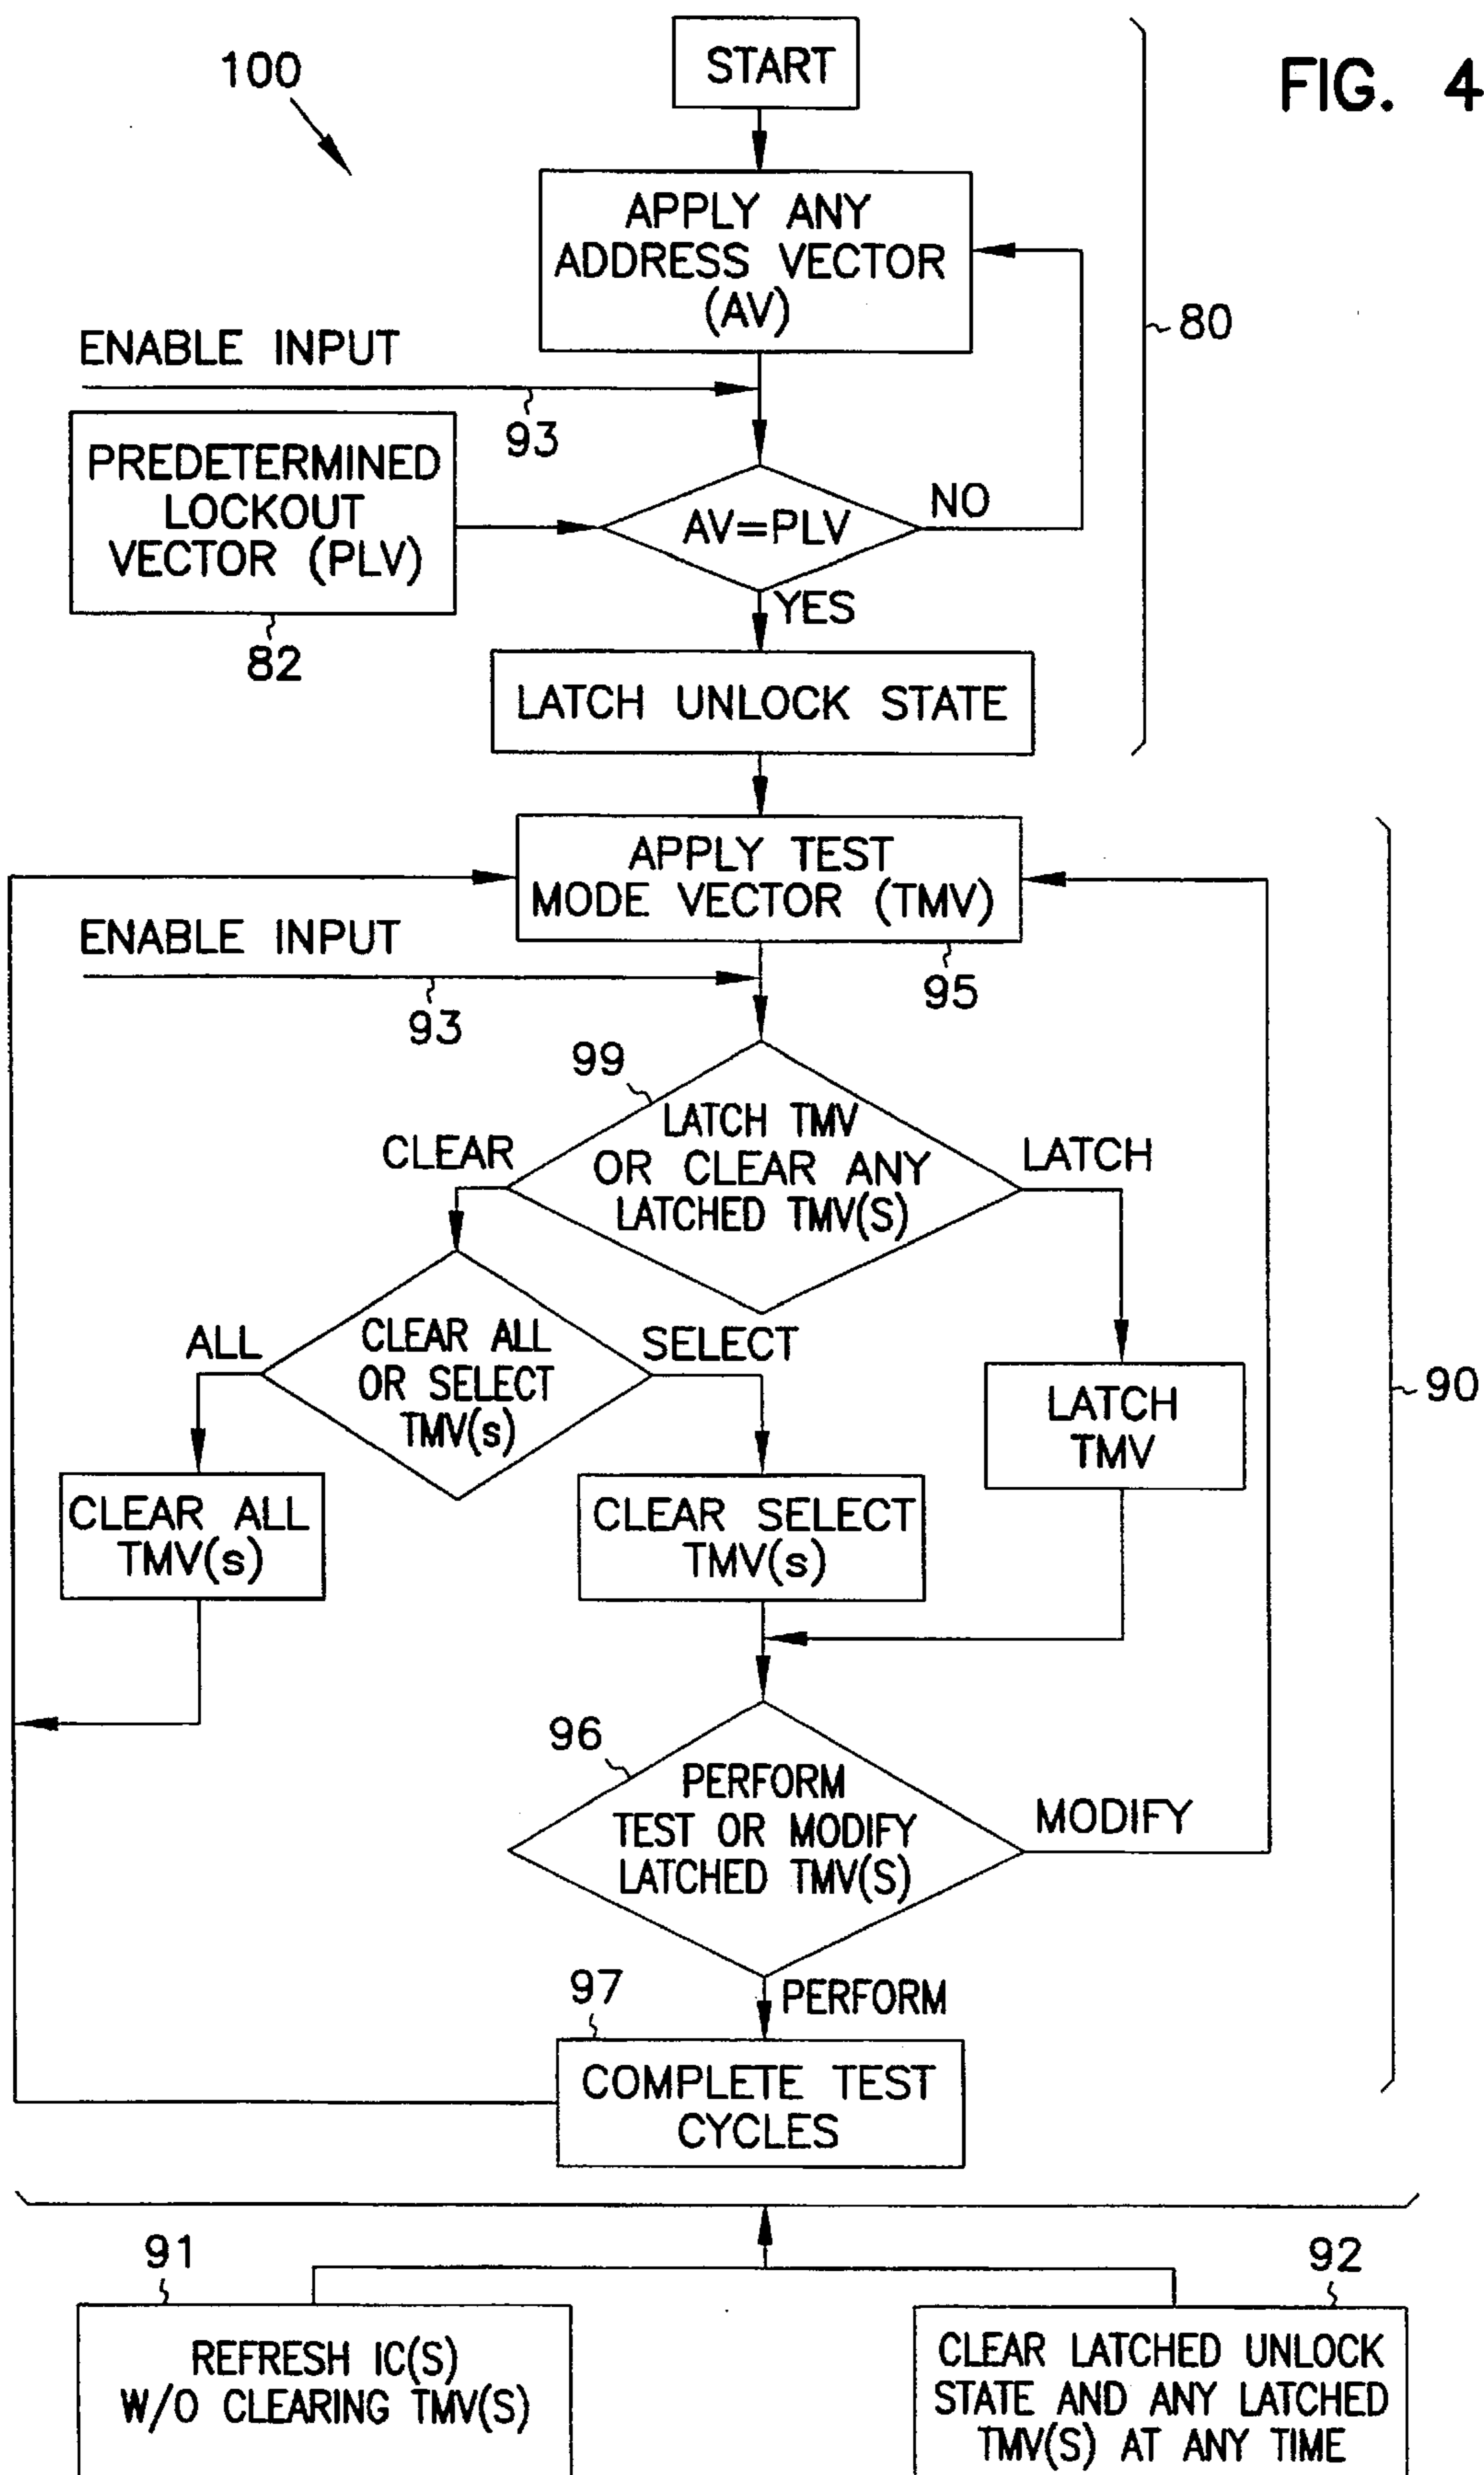 FIG. 4
100
START
APPLY ANY
ADDRESS VECTOR
(AV)
80
ENABLE INPUT
93
PREDETERMINED
LOCKOUT
VECTOR (PLV)
82
AV=PLV
NO
YES
LATCH UNLOCK STATE
APPLY TEST
MODE VECTOR (TMV)
95
ENABLE INPUT
93
99
LATCH TMV
OR CLEAR ANY
LATCHED TMV(S)
CLEAR
LATCH
CLEAR ALL
OR SELECT
TMV(s)
ALL
SELECT
LATCH
TMV
90
CLEAR ALL
TMV(s)
CLEAR SELECT
TMV(s)
96
PERFORM
TEST OR MODIFY
LATCHED TMV(S)
MODIFY
PERFORM
97
COMPLETE TEST
CYCLES
91
REFRESH IC(S)
W/O CLEARING TMV(S)
92
CLEAR LATCHED UNLOCK
STATE AND ANY LATCHED
TMV(S) AT ANY TIME